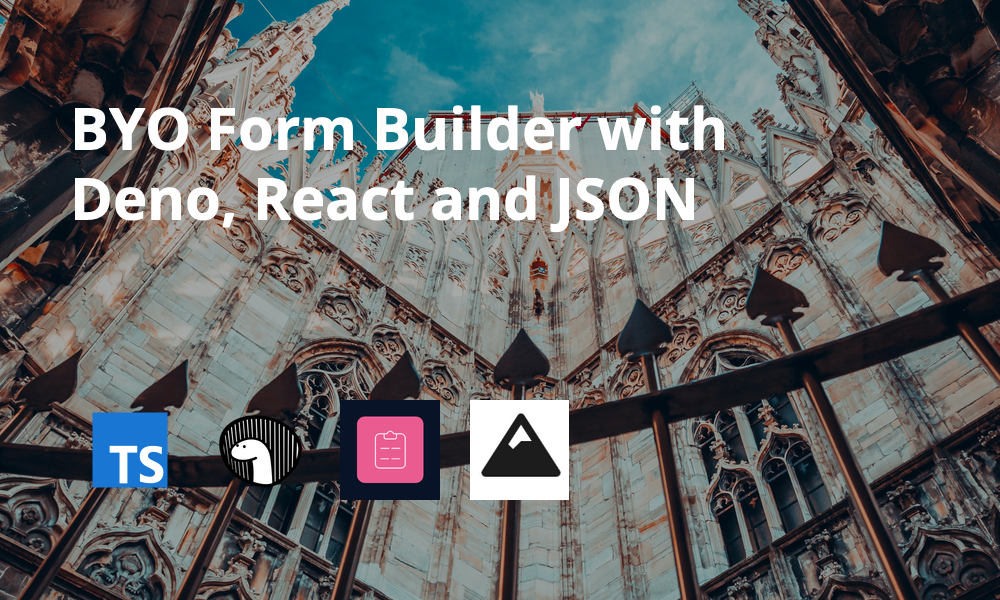 BYO Form Builder with
Deno, React and JSON
TS